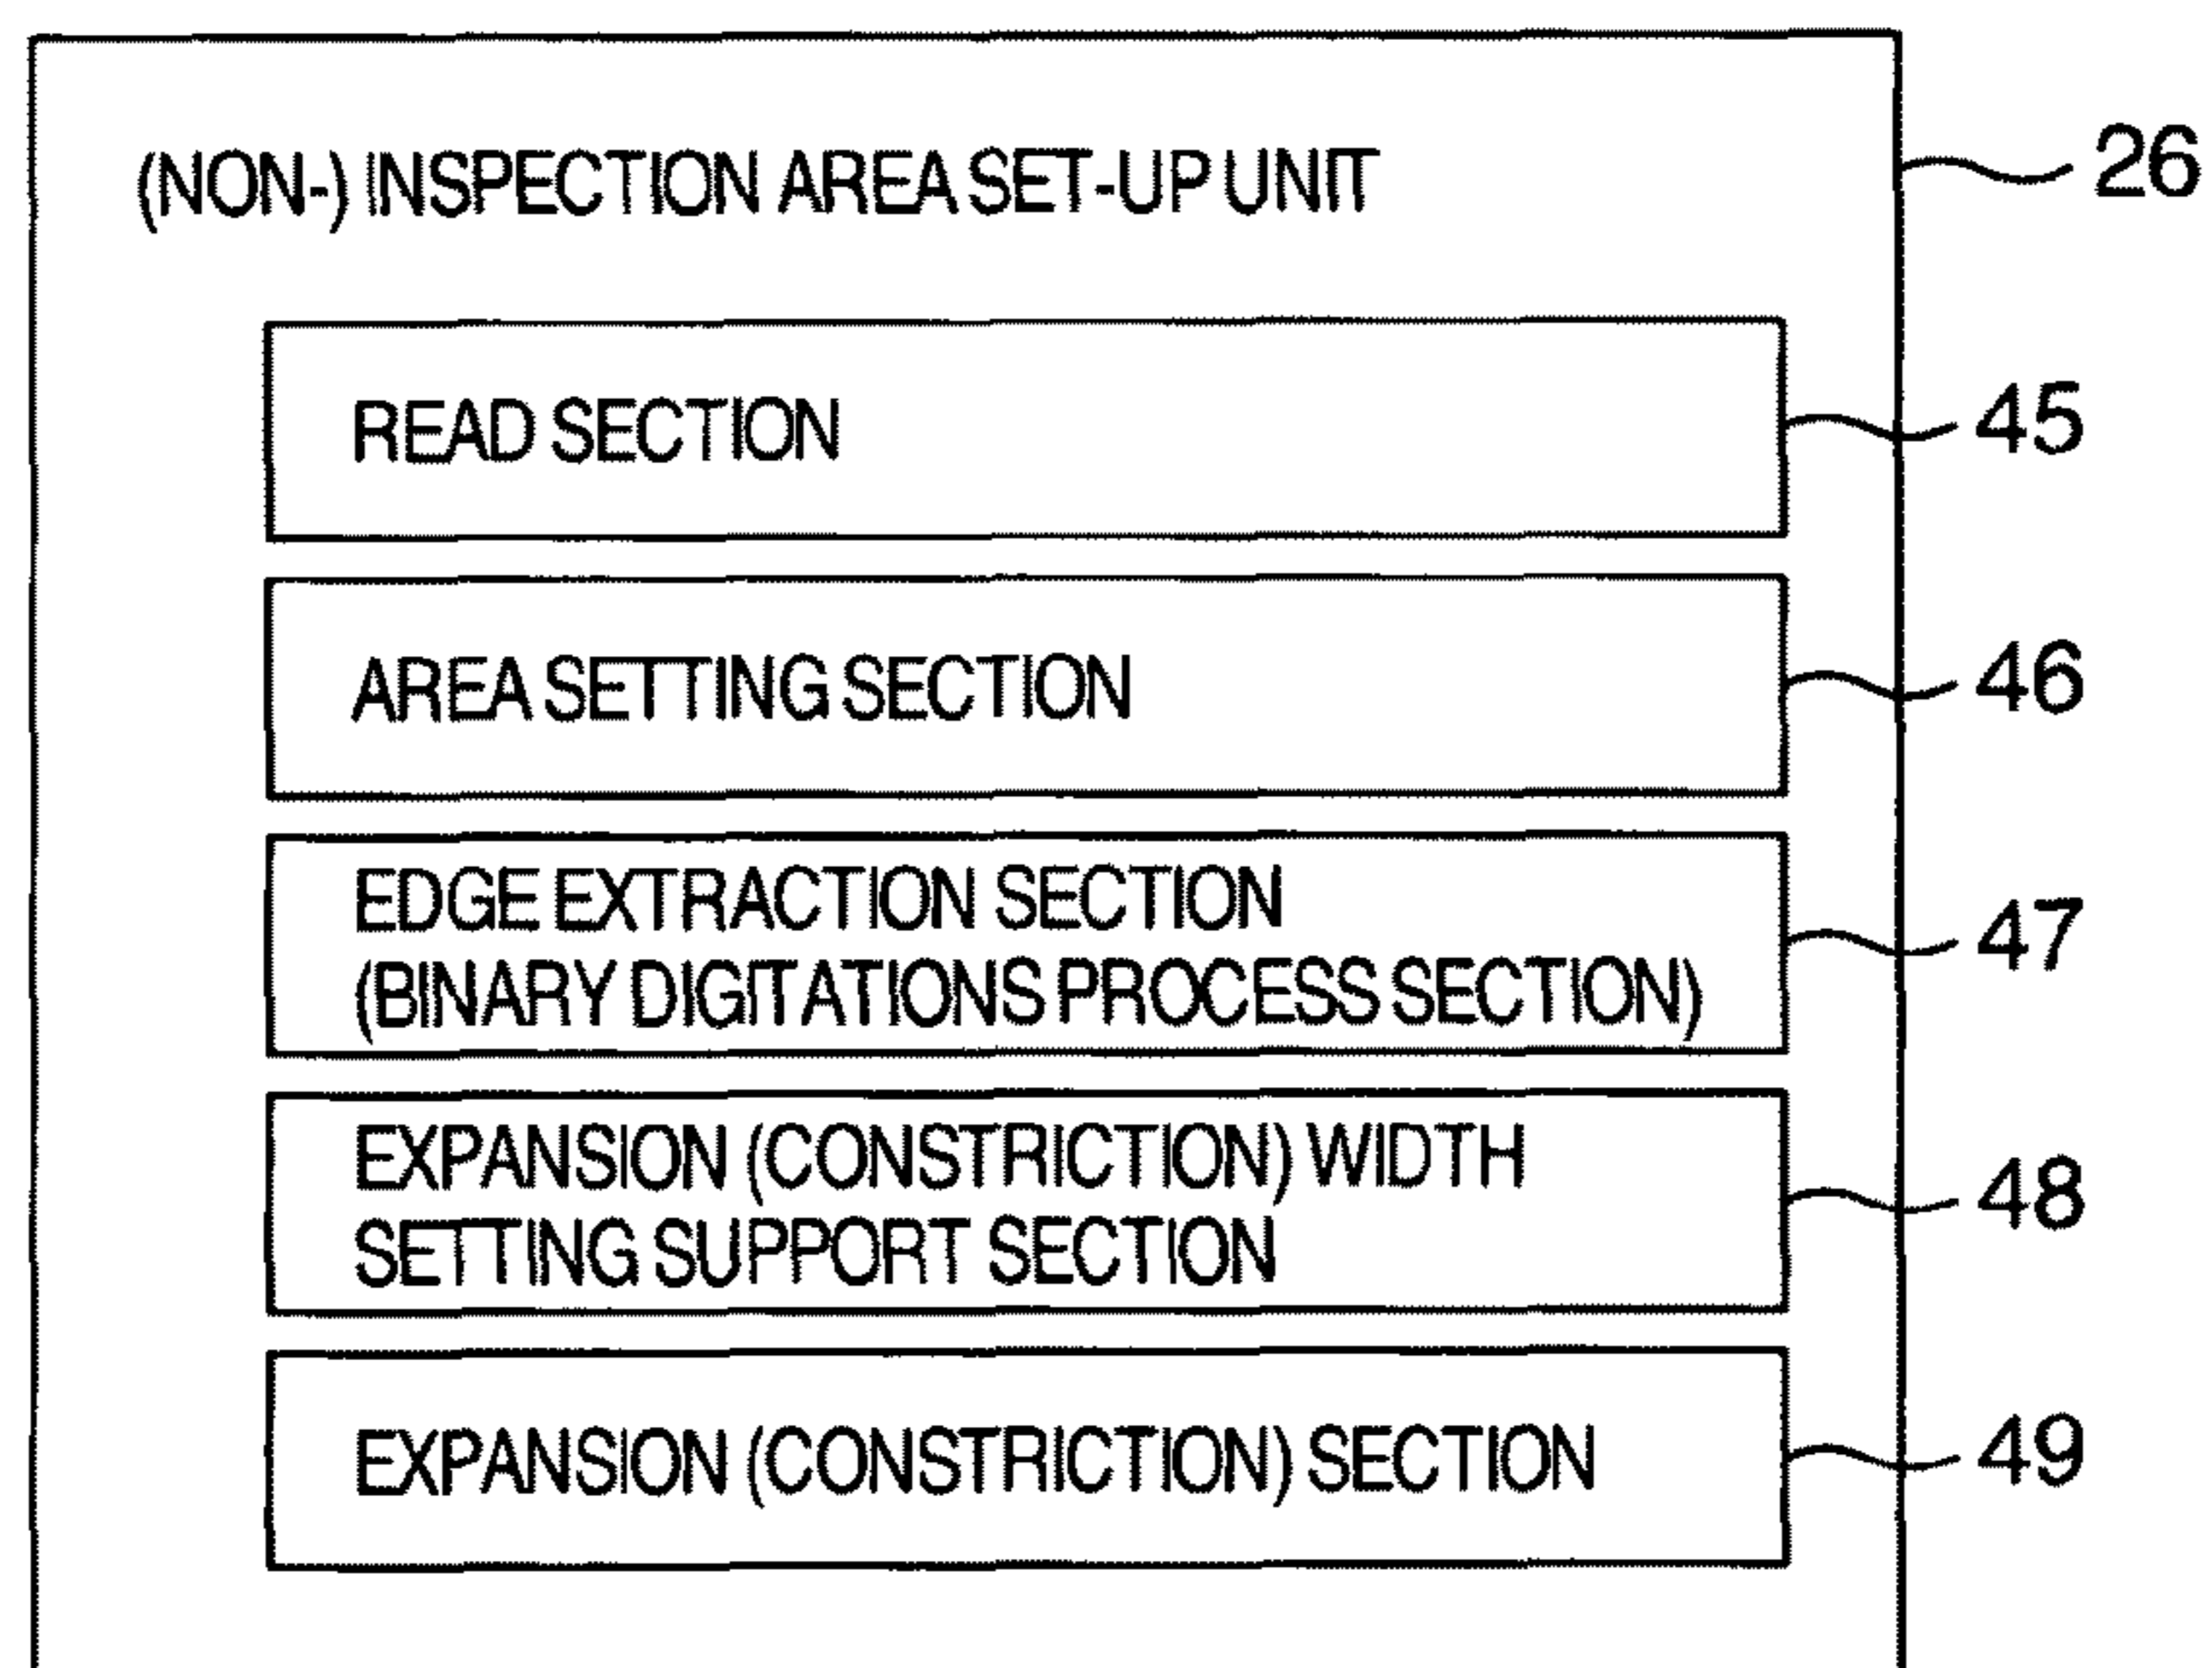 (NON-) INSPECTION AREA SET-UP UNIT
26
READ SECTION
45
AREA SETTING SECTION
46
EDGE EXTRACTION SECTION
(BINARY DIGITATIONS PROCESS SECTION)
47
EXPANSION (CONSTRICTION) WIDTH
SETTING SUPPORT SECTION
48
EXPANSION (CONSTRICTION) SECTION
49